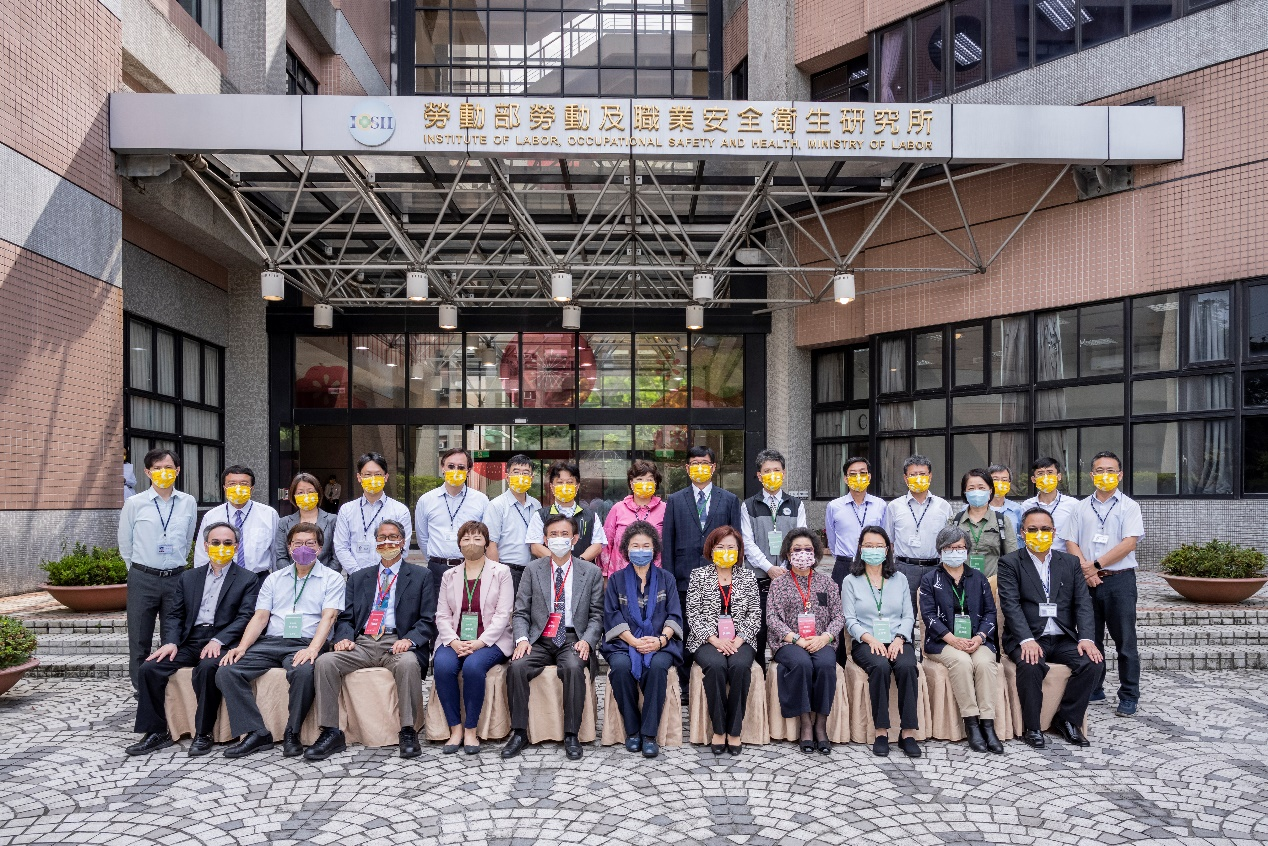 IOSH
勞動部勞動及職業安全衛生研究所
INSTITUTE OF LABOR, OCCUPATIONAL SAFETY AND HEALTH, MINISTRY OF LABOR